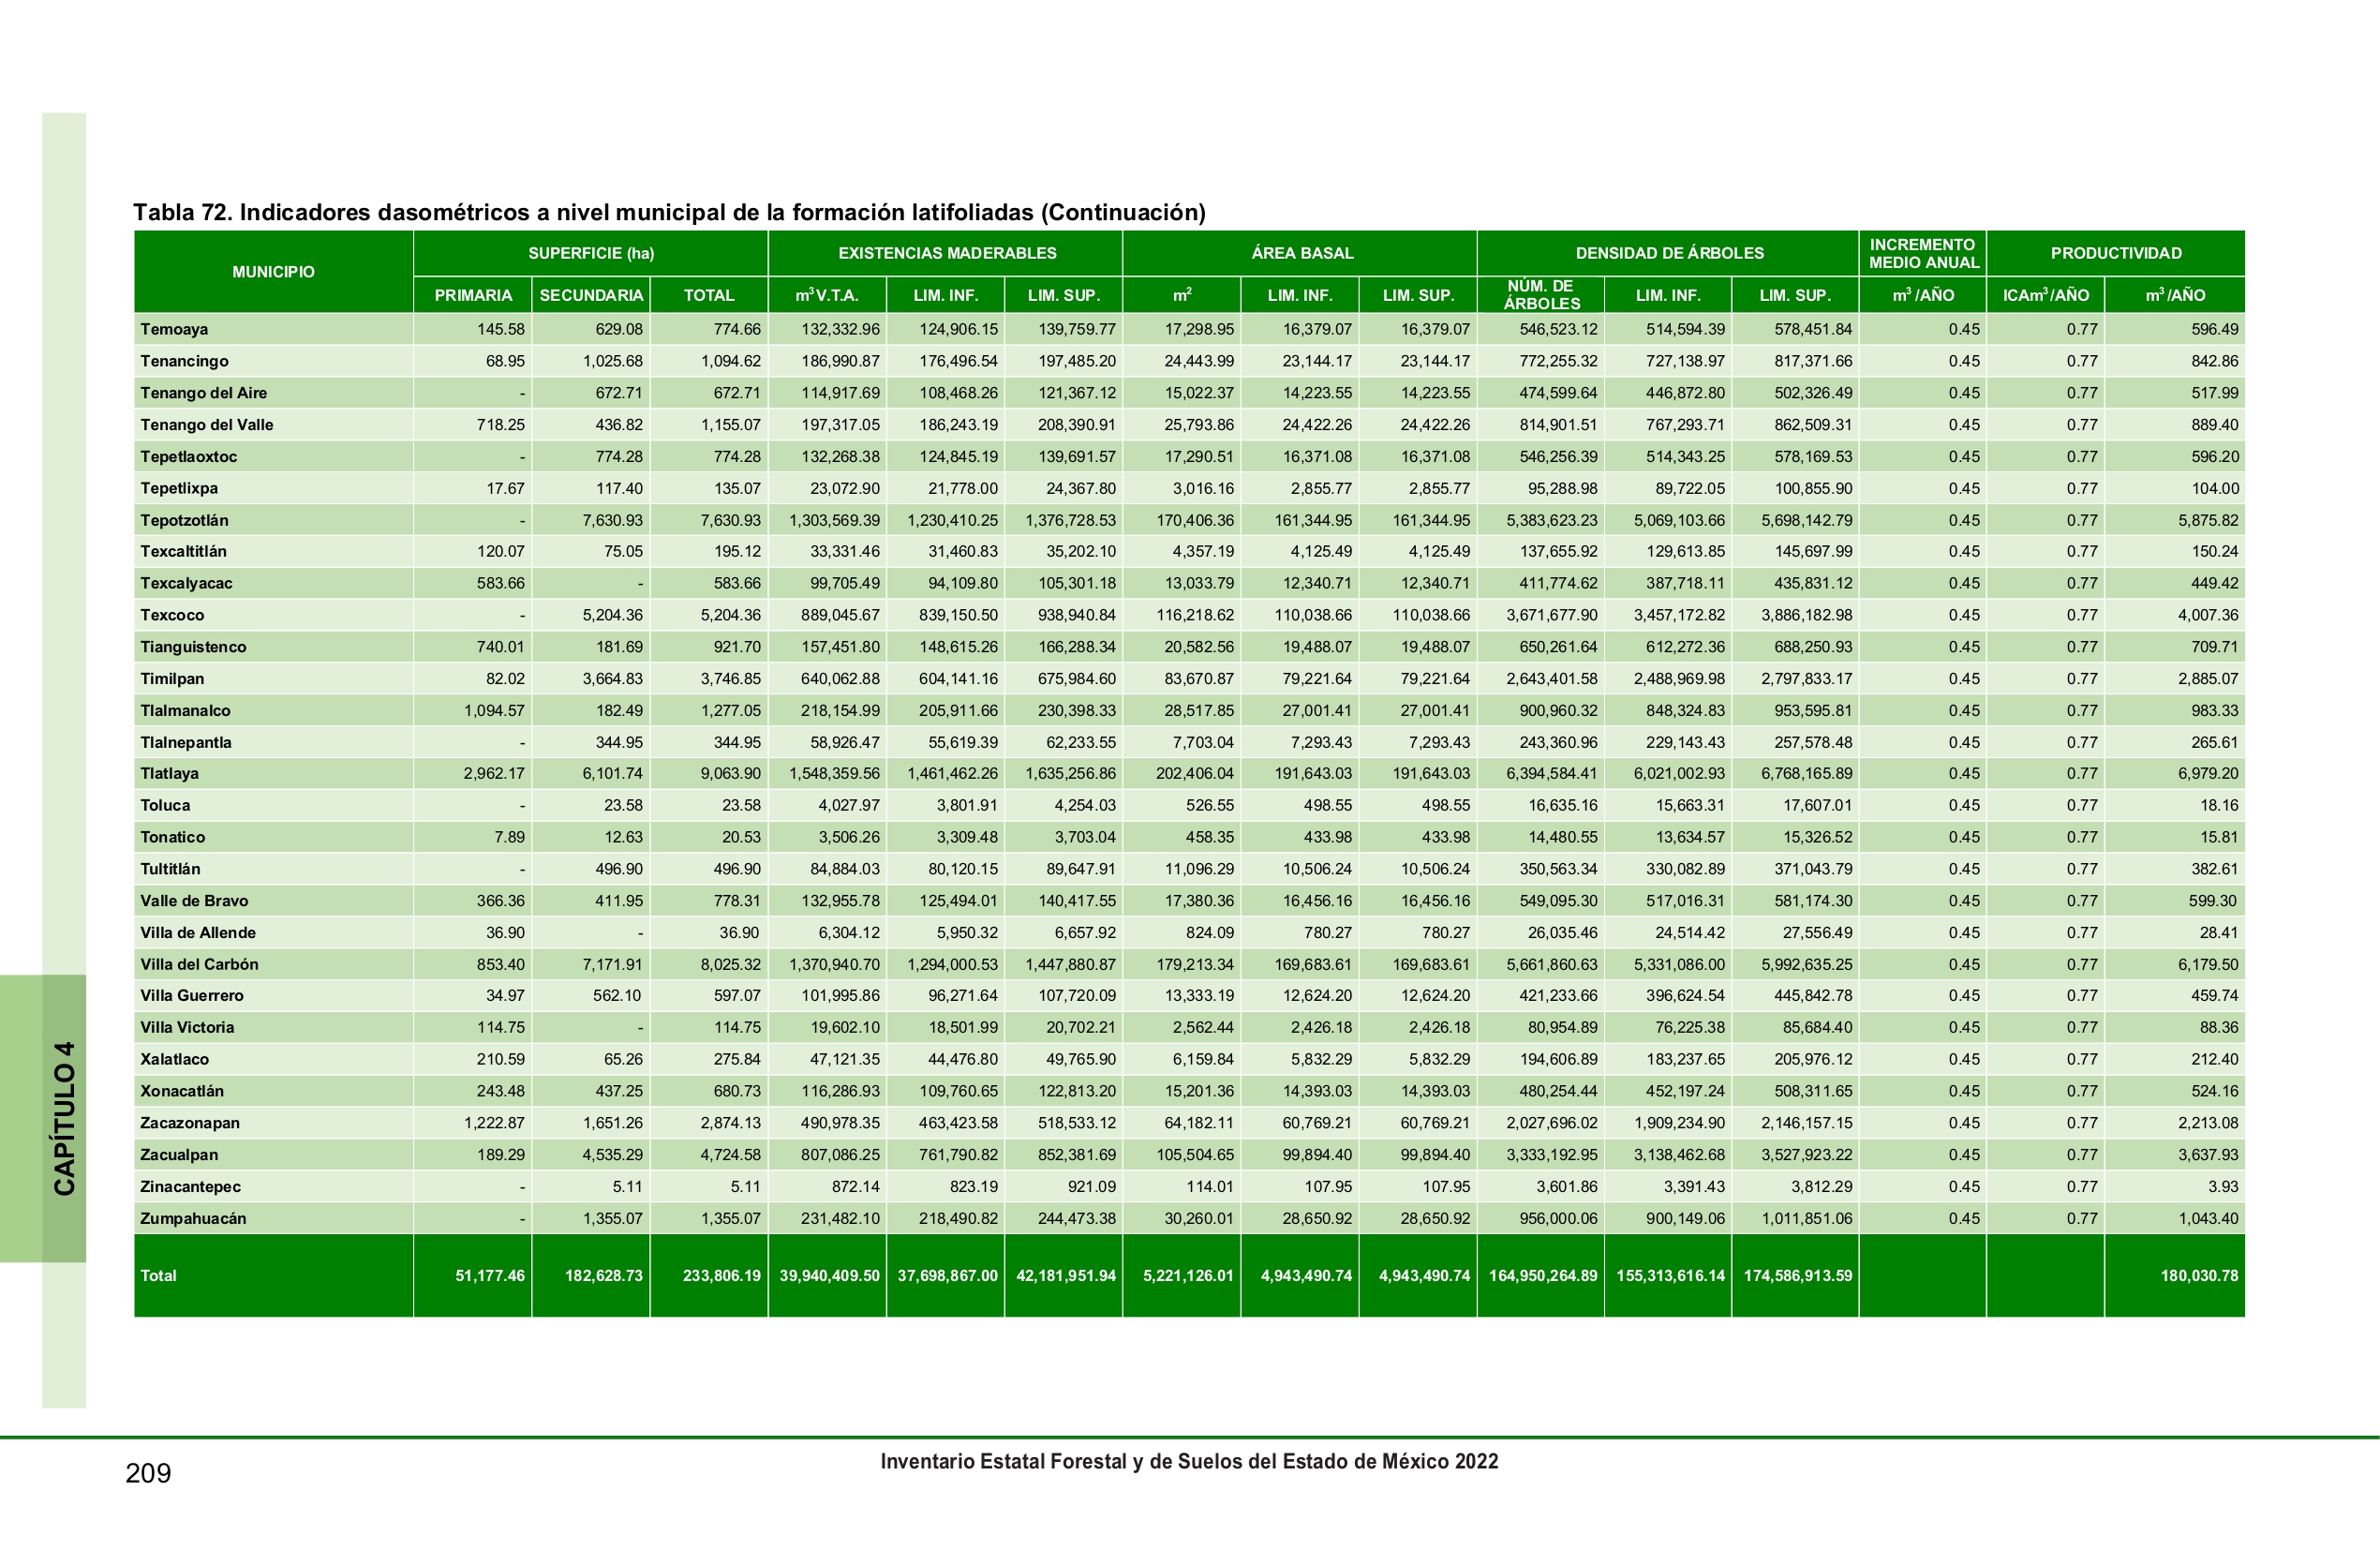 Tabla 72. Indicadores dasométricos a nivel municipal de la formación latifoliadas (Continuación)
MUNICIPIO SUPERFICIE (ha) EXISTENCIAS MADERABLES ÁREA BASAL DENSIDAD DE ÁRBOLES INCREMENTO MEDIO ANUAL PRODUCTIVIDAD
PRIMARIA SECUNDARIA TOTAL m³ V.T.A. LIM. INF. LIM. SUP. m² LIM. INF. LIM. SUP. NÚM. DE ÁRBOLES LIM. INF. LIM. SUP. m³ /AÑO ICAm³/AÑO m³ /AÑO
Temoaya 145.58 629.08 774.66 132,332.96 124,906.15 139,759.77 17,298.95 16,379.07 16,379.07 546,523.12 514,594.39 578,451.84 0.45 0.77 596.49
Tenancingo 68.95 1,025.68 1,094.62 186,990.87 176,496.54 197,485.20 24,443.99 23,144.17 23,144.17 772,255.32 727,138.97 817,371.66 0.45 0.77 842.86
Tenango del Aire - 672.71 672.71 114,917.69 108,468.26 121,367.12 15,022.37 14,223.55 14,223.55 474,599.64 446,872.80 502,326.49 0.45 0.77 517.99
Tenango del Valle 718.25 436.82 1,155.07 197,317.05 186,243.19 208,390.91 25,793.86 24,422.26 24,422.26 814,901.51 767,293.71 862,509.31 0.45 0.77 889.40
Tepetlaoxtoc - 774.28 774.28 132,268.38 124,845.19 139,691.57 17,290.51 16,371.08 16,371.08 546,256.39 514,343.25 578,169.53 0.45 0.77 596.20
Tepetlixpa 17.67 117.40 135.07 23,072.90 21,778.00 24,367.80 3,016.16 2,855.77 2,855.77 95,288.98 89,722.05 100,855.90 0.45 0.77 104.00
Tepotzotlán - 7,630.93 7,630.93 1,303,569.39 1,230,410.25 1,376,728.53 170,406.36 161,344.95 161,344.95 5,383,623.23 5,069,103.66 5,698,142.79 0.45 0.77 5,875.82
Texcaltitlán 120.07 75.05 195.12 33,331.46 31,460.83 35,202.10 4,357.19 4,125.49 4,125.49 137,655.92 129,613.85 145,697.99 0.45 0.77 150.24
Texcalyacac 583.66 - 583.66 99,705.49 94,109.80 105,301.18 13,033.79 12,340.71 12,340.71 411,774.62 387,718.11 435,831.12 0.45 0.77 449.42
Texcoco - 5,204.36 5,204.36 889,045.67 839,150.50 938,940.84 116,218.62 110,038.66 110,038.66 3,671,677.90 3,457,172.82 3,886,182.98 0.45 0.77 4,007.36
Tianguistenco 740.01 181.69 921.70 157,451.80 148,615.26 166,288.34 20,582.56 19,488.07 19,488.07 650,261.64 612,272.36 688,250.93 0.45 0.77 709.71
Timilpan 82.02 3,664.83 3,746.85 640,062.88 604,141.16 675,984.60 83,670.87 79,221.64 79,221.64 2,643,401.58 2,488,969.98 2,797,833.17 0.45 0.77 2,885.07
Tlalmanalco 1,094.57 182.49 1,277.05 218,154.99 205,911.66 230,398.33 28,517.85 27,001.41 27,001.41 900,960.32 848,324.83 953,595.81 0.45 0.77 983.33
Tlalnepantla - 344.95 344.95 58,926.47 55,619.39 62,233.55 7,703.04 7,293.43 7,293.43 243,360.96 229,143.43 257,578.48 0.45 0.77 265.61
Tlatlaya 2,962.17 6,101.74 9,063.90 1,548,359.56 1,461,462.26 1,635,256.86 202,406.04 191,643.03 191,643.03 6,394,584.41 6,021,002.93 6,768,165.89 0.45 0.77 6,979.20
Toluca - 23.58 23.58 4,027.97 3,801.91 4,254.03 526.55 498.55 498.55 16,635.16 15,663.31 17,607.01 0.45 0.77 18.16
Tonatico 7.89 12.63 20.53 3,506.26 3,309.48 3,703.04 458.35 433.98 433.98 14,480.55 13,634.57 15,326.52 0.45 0.77 15.81
Tultitlán - 496.90 496.90 84,884.03 80,120.15 89,647.91 11,096.29 10,506.24 10,506.24 350,563.34 330,082.89 371,043.79 0.45 0.77 382.61
Valle de Bravo 366.36 411.95 778.31 132,955.78 125,494.01 140,417.55 17,380.36 16,456.16 16,456.16 549,095.30 517,016.31 581,174.30 0.45 0.77 599.30
Villa de Allende 36.90 - 36.90 6,304.12 5,950.32 6,657.92 824.09 780.27 780.27 26,035.46 24,514.42 27,556.49 0.45 0.77 28.41
Villa del Carbón 853.40 7,171.91 8,025.32 1,370,940.70 1,294,000.53 1,447,880.87 179,213.34 169,683.61 169,683.61 5,661,860.63 5,331,086.00 5,992,635.25 0.45 0.77 6,179.50
Villa Guerrero 34.97 562.10 597.07 101,995.86 96,271.64 107,720.09 13,333.19 12,624.20 12,624.20 421,233.66 396,624.54 445,842.78 0.45 0.77 459.74
Villa Victoria 114.75 - 114.75 19,602.10 18,501.99 20,702.21 2,562.44 2,426.18 2,426.18 80,954.89 76,225.38 85,684.40 0.45 0.77 88.36
Xalatlaco 210.59 65.26 275.84 47,121.35 44,476.80 49,765.90 6,159.84 5,832.29 5,832.29 194,606.89 183,237.65 205,976.12 0.45 0.77 212.40
Xonacatlán 243.48 437.25 680.73 116,286.93 109,760.65 122,813.20 15,201.36 14,393.03 14,393.03 480,254.44 452,197.24 508,311.65 0.45 0.77 524.16
Zacazonapan 1,222.87 1,651.26 2,874.13 490,978.35 463,423.58 518,533.12 64,182.11 60,769.21 60,769.21 2,027,696.02 1,909,234.90 2,146,157.15 0.45 0.77 2,213.08
Zacualpan 189.29 4,535.29 4,724.58 807,086.25 761,790.82 852,381.69 105,504.65 99,894.40 99,894.40 3,333,192.95 3,138,462.68 3,527,923.22 0.45 0.77 3,637.93
Zinacantepec - 5.11 5.11 872.14 823.19 921.09 114.01 107.95 107.95 3,601.86 3,391.43 3,812.29 0.45 0.77 3.93
Zumpahuacán - 1,355.07 1,355.07 231,482.10 218,490.82 244,473.38 30,260.01 28,650.92 28,650.92 956,000.06 900,149.06 1,011,851.06 0.45 0.77 1,043.40
Total 51,177.46 182,628.73 233,806.19 39,940,409.50 37,698,867.00 42,181,951.94 5,221,126.01 4,943,490.74 4,943,490.74 164,950,264.89 155,313,616.14 174,586,913.59 180,030.78
CAPÍTULO 4
Inventario Estatal Forestal y de Suelos del Estado de México 2022
209